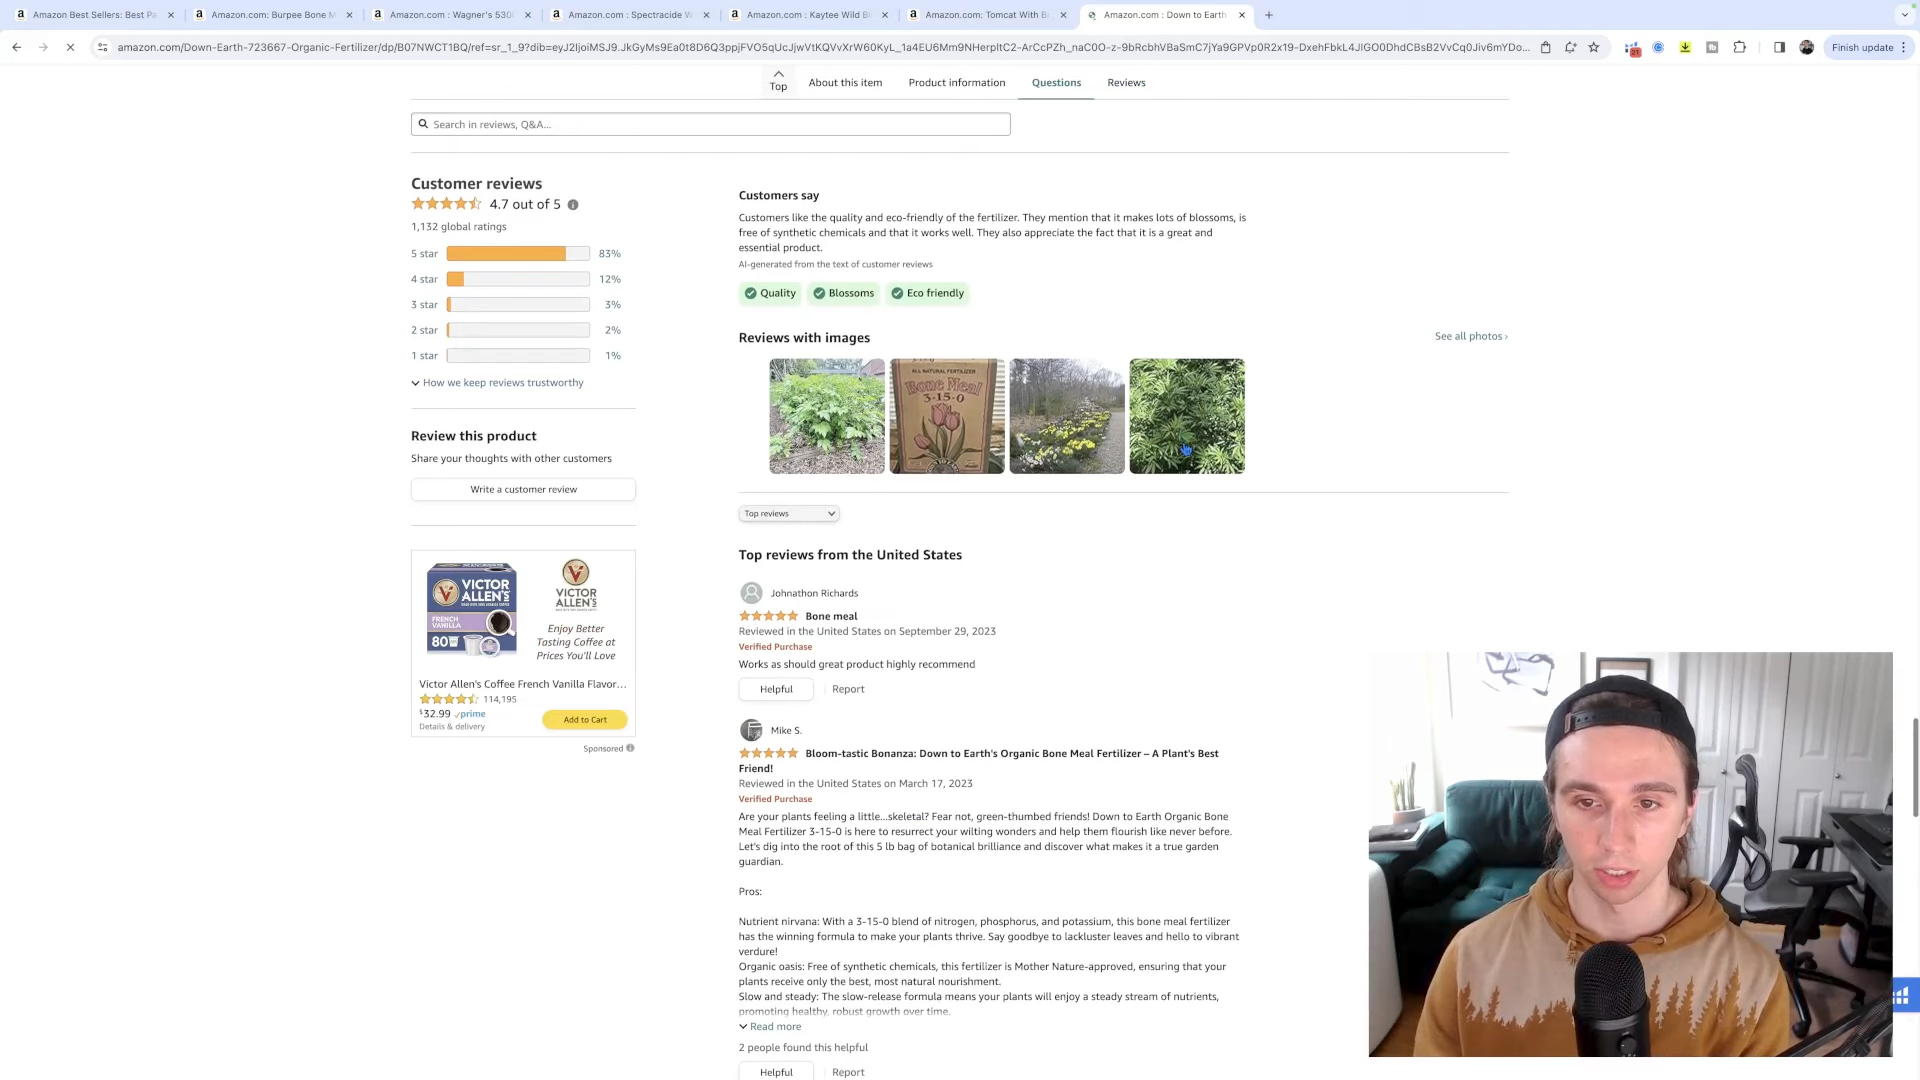 Amazon Best Sellers: Best Pa
Amazon.com: Burpee Bone M
Amazon.com : Wagner's 530
Amazon.com : Spectracide W
Amazon.com : Kaytee Wild Bi
Amazon.com: Tomcat With B
Amazon.com : Down to Earth
amazon.com/Down-Earth-723667-Organic-Fertilizer/dp/B07NWCT1BQ/ref=sr_1_9?
21
Finish update
Top
About this item
Product information
Questions
Reviews
Search in reviews, Q&A...
Customer reviews
4.7 out of 5
1,132 global ratings
5 star 83%
4 star 12%
3 star 3%
2 star 2%
1 star 1%
How we keep reviews trustworthy
Review this product
Share your thoughts with other customers
Write a customer review
VICTOR ALLEN'S
FRENCH VANILLA
80
VICTOR
ALLEN'S
Enjoy Better
Tasting Coffee at
Prices You'll Love
Victor Allen's Coffee French Vanilla Flavor...
114,195
$32.99 prime
Details & delivery
Add to Cart
Sponsored
Customers say
Customers like the quality and eco-friendly of the fertilizer. They mention that it makes lots of blossoms, is
free of synthetic chemicals and that it works well. They also appreciate the fact that it is a great and
essential product.
AI-generated from the text of customer reviews
Quality
Blossoms
Eco friendly
Reviews with images
See all photos ›
ALL NATURAL FERTILIZER
Bone Meal
3-15-0
Top reviews
Top reviews from the United States
Johnathon Richards
Bone meal
Reviewed in the United States on September 29, 2023
Verified Purchase
Works as should great product highly recommend
Helpful
Report
Mike S.
Bloom-tastic Bonanza: Down to Earth's Organic Bone Meal Fertilizer – A Plant's Best
Friend!
Reviewed in the United States on March 17, 2023
Verified Purchase
Are your plants feeling a little...skeletal? Fear not, green-thumbed friends! Down to Earth Organic Bone
Meal Fertilizer 3-15-0 is here to resurrect your wilting wonders and help them flourish like never before.
Let's dig into the root of this 5 lb bag of botanical brilliance and discover what makes it a true garden
guardian.
Pros:
Nutrient nirvana: With a 3-15-0 blend of nitrogen, phosphorus, and potassium, this bone meal fertilizer
has the winning formula to make your plants thrive. Say goodbye to lackluster leaves and hello to vibrant
verdure!
Organic oasis: Free of synthetic chemicals, this fertilizer is Mother Nature-approved, ensuring that your
plants receive only the best, most natural nourishment.
Slow and steady: The slow-release formula means your plants will enjoy a steady stream of nutrients,
promoting healthy, robust growth over time.
Read more
2 people found this helpful
Helpful
Report